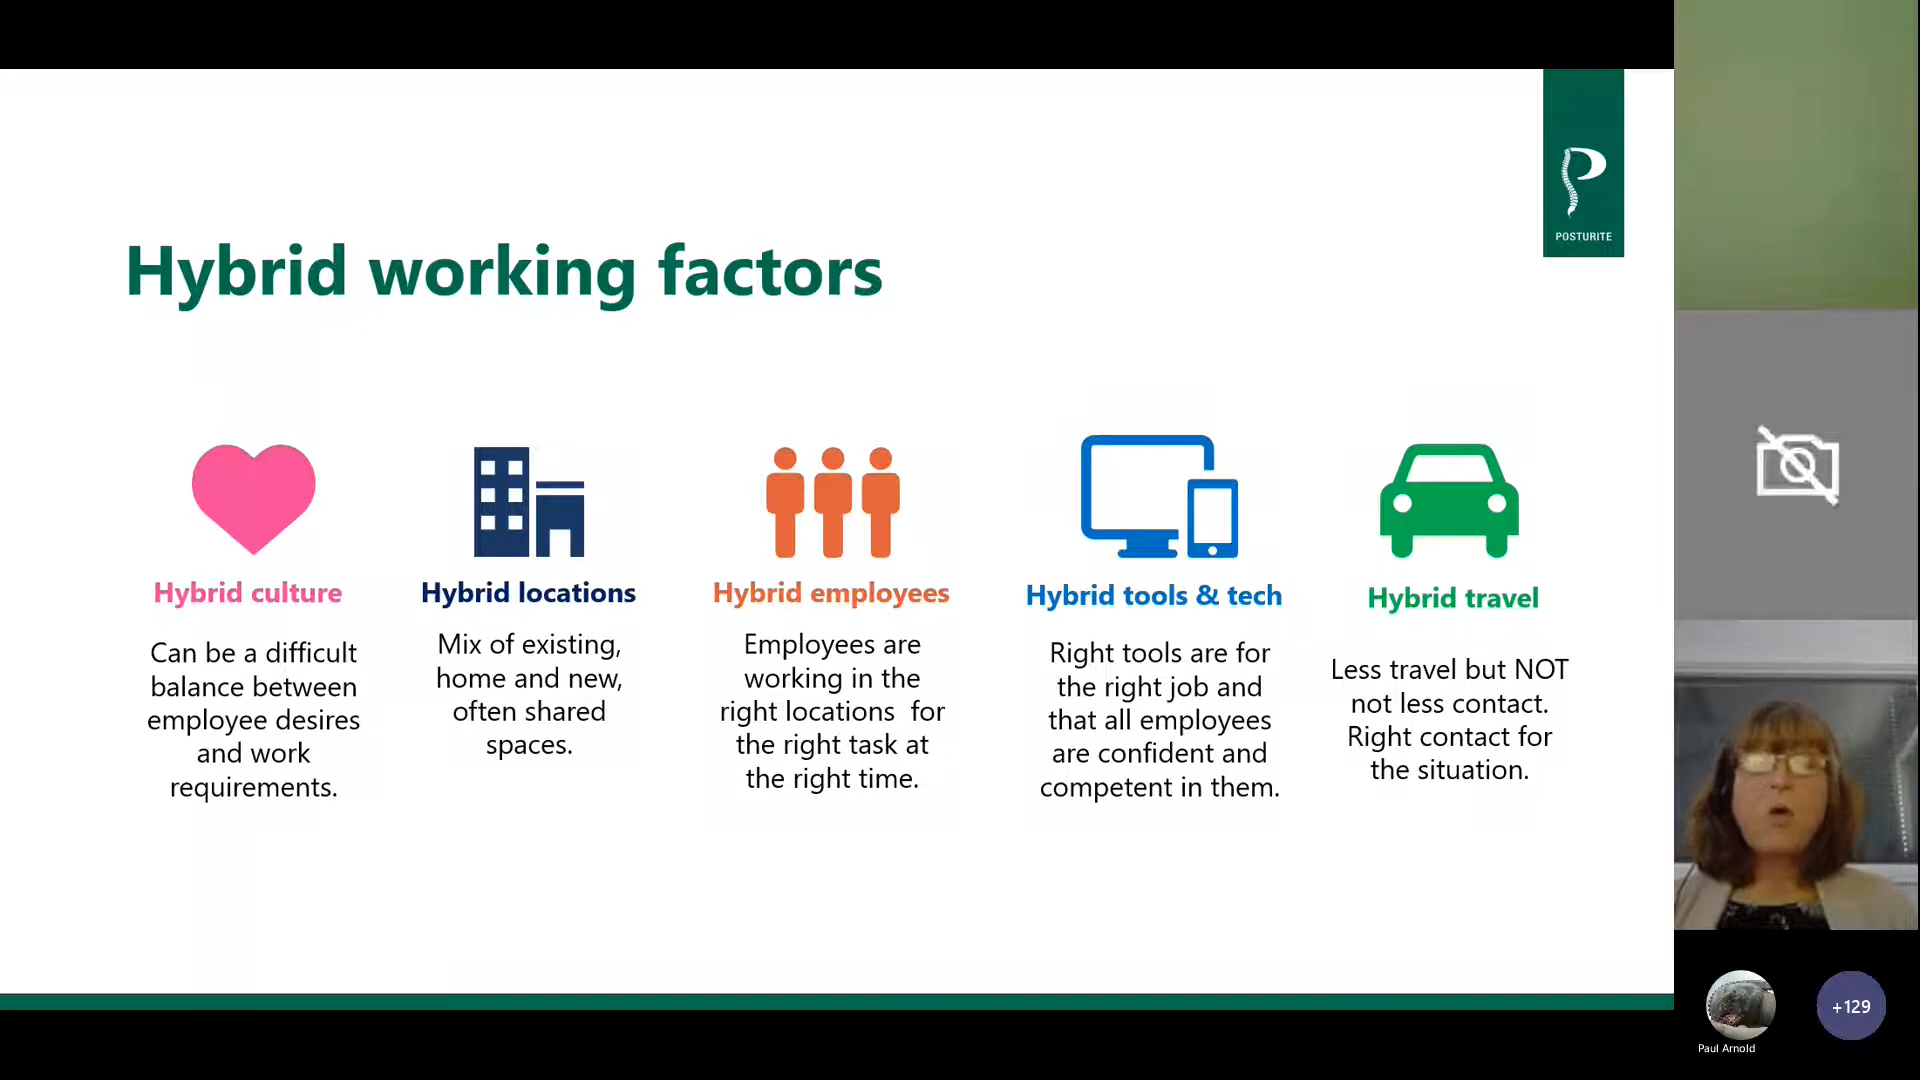 POSTURITE
Hybrid working factors
Hybrid culture
Can be a difficult
balance between
employee desires
and work
requirements.
Hybrid locations
Mix of existing,
home and new,
often shared
spaces.
Hybrid employees
Employees are
working in the
right locations  for
the right task at
the right time.
Hybrid tools & tech
Right tools are for
the right job and
that all employees
are confident and
competent in them.
Hybrid travel
Less travel but NOT
not less contact.
Right contact for
the situation.
Paul Arnold
+129